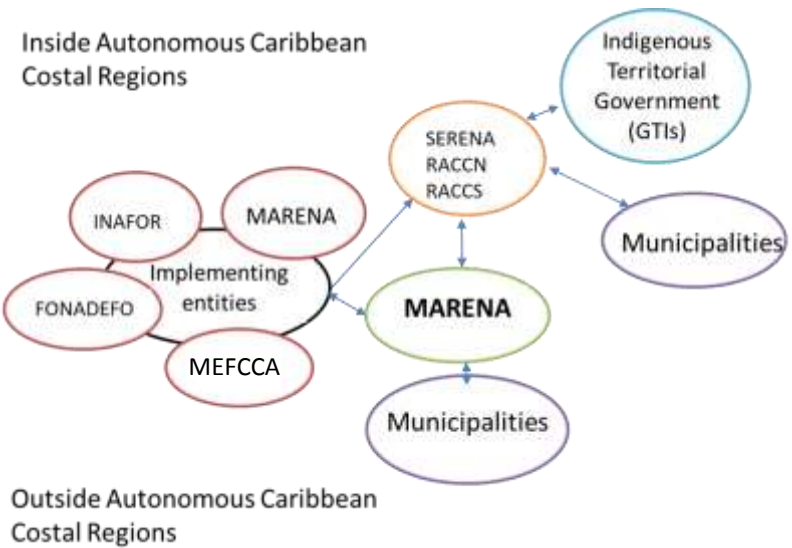 Inside Autonomous Caribbean
Costal Regions
Indigenous
Territorial
Government
(GTIs)
SERENA
RACCN
RACCS
Municipalities
INAFOR
MARENA
Implementing
entities
FONADEFO
MEFCCA
MARENA
Municipalities
Outside Autonomous Caribbean
Costal Regions